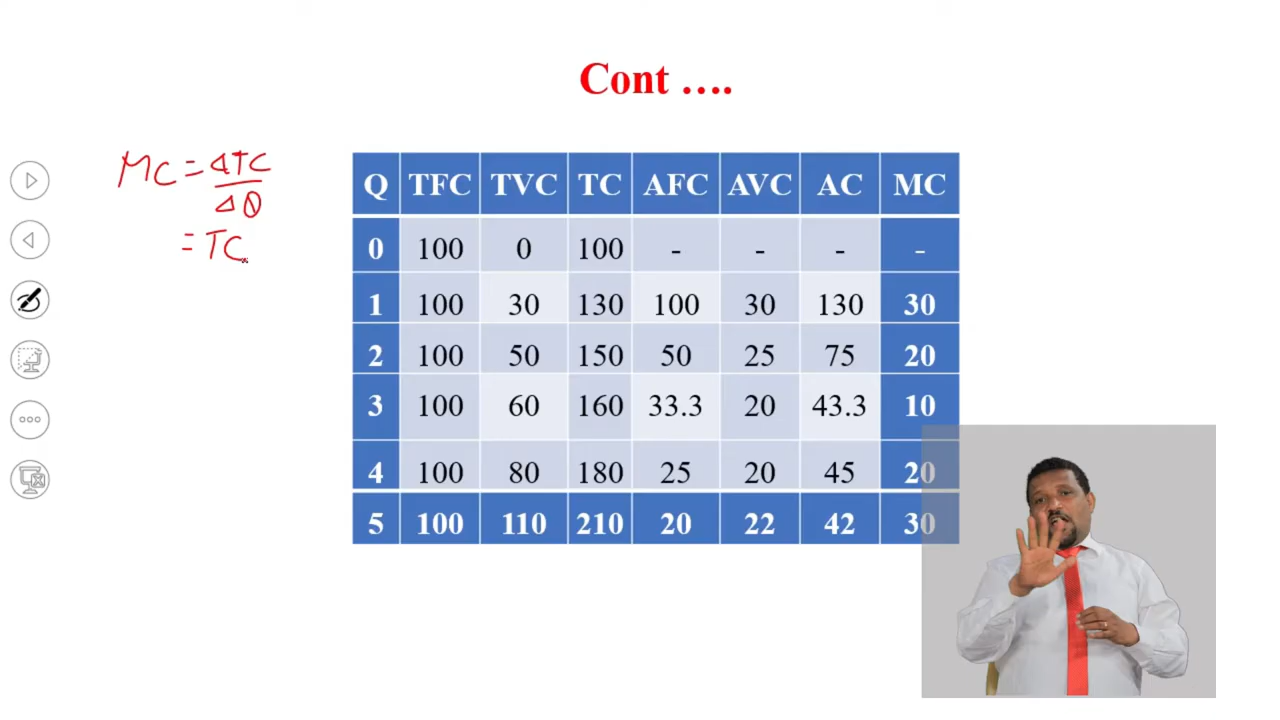 Cont ....
MC = ΔTC
ΔQ
= TC
Q TFC TVC TC AFC AVC AC MC
0 100 0 100 - - - -
1 100 30 130 100 30 130 30
2 100 50 150 50 25 75 20
3 100 60 160 33.3 20 43.3 10
4 100 80 180 25 20 45 20
5 100 110 210 20 22 42 30